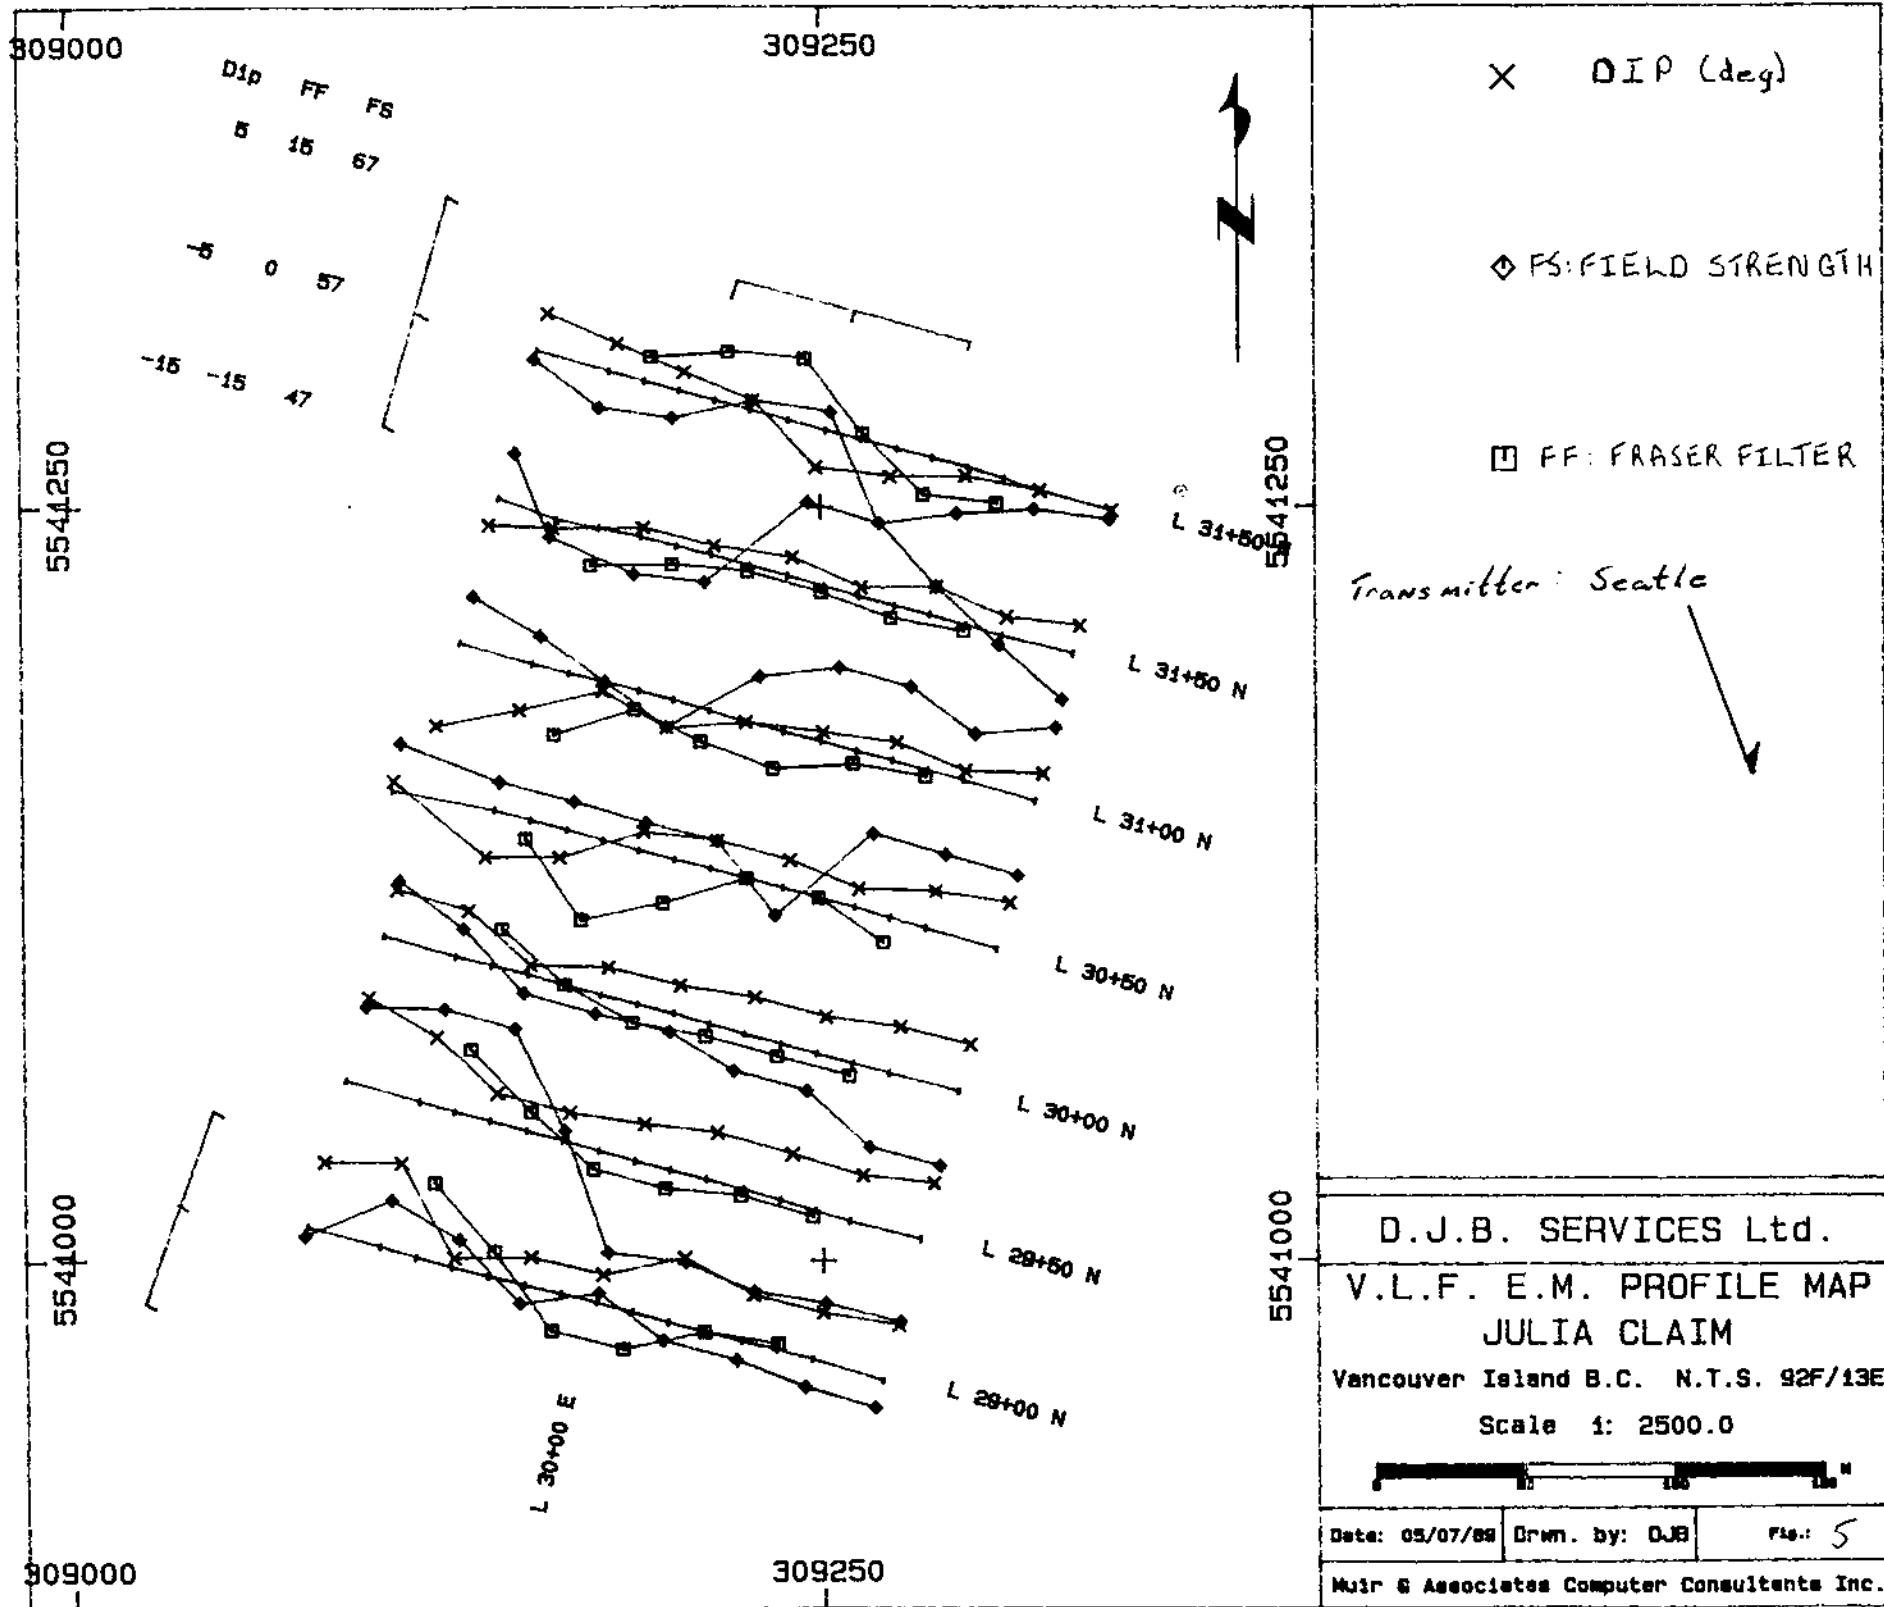 309000
309250
Dip FF FS
5 15 67
-5 0 57
-15 -15 47
× DIP (deg)
FS: FIELD STRENGTH
FF: FRASER FILTER
Transmitter: Seatle
N
5541250
5541250
L 31+50
L 31+50 N
L 31+00 N
L 30+50 N
L 30+00 N
L 29+50 N
L 29+00 N
L 30+00 E
5541000
5541000
309000
309250
D.J.B. SERVICES Ltd.
V.L.F. E.M. PROFILE MAP
JULIA CLAIM
Vancouver Island B.C. N.T.S. 92F/13E
Scale 1: 2500.0
0 M
Date: 05/07/89 Drwn. by: DJB Fig.: 5
Muir & Associates Computer Consultants Inc.